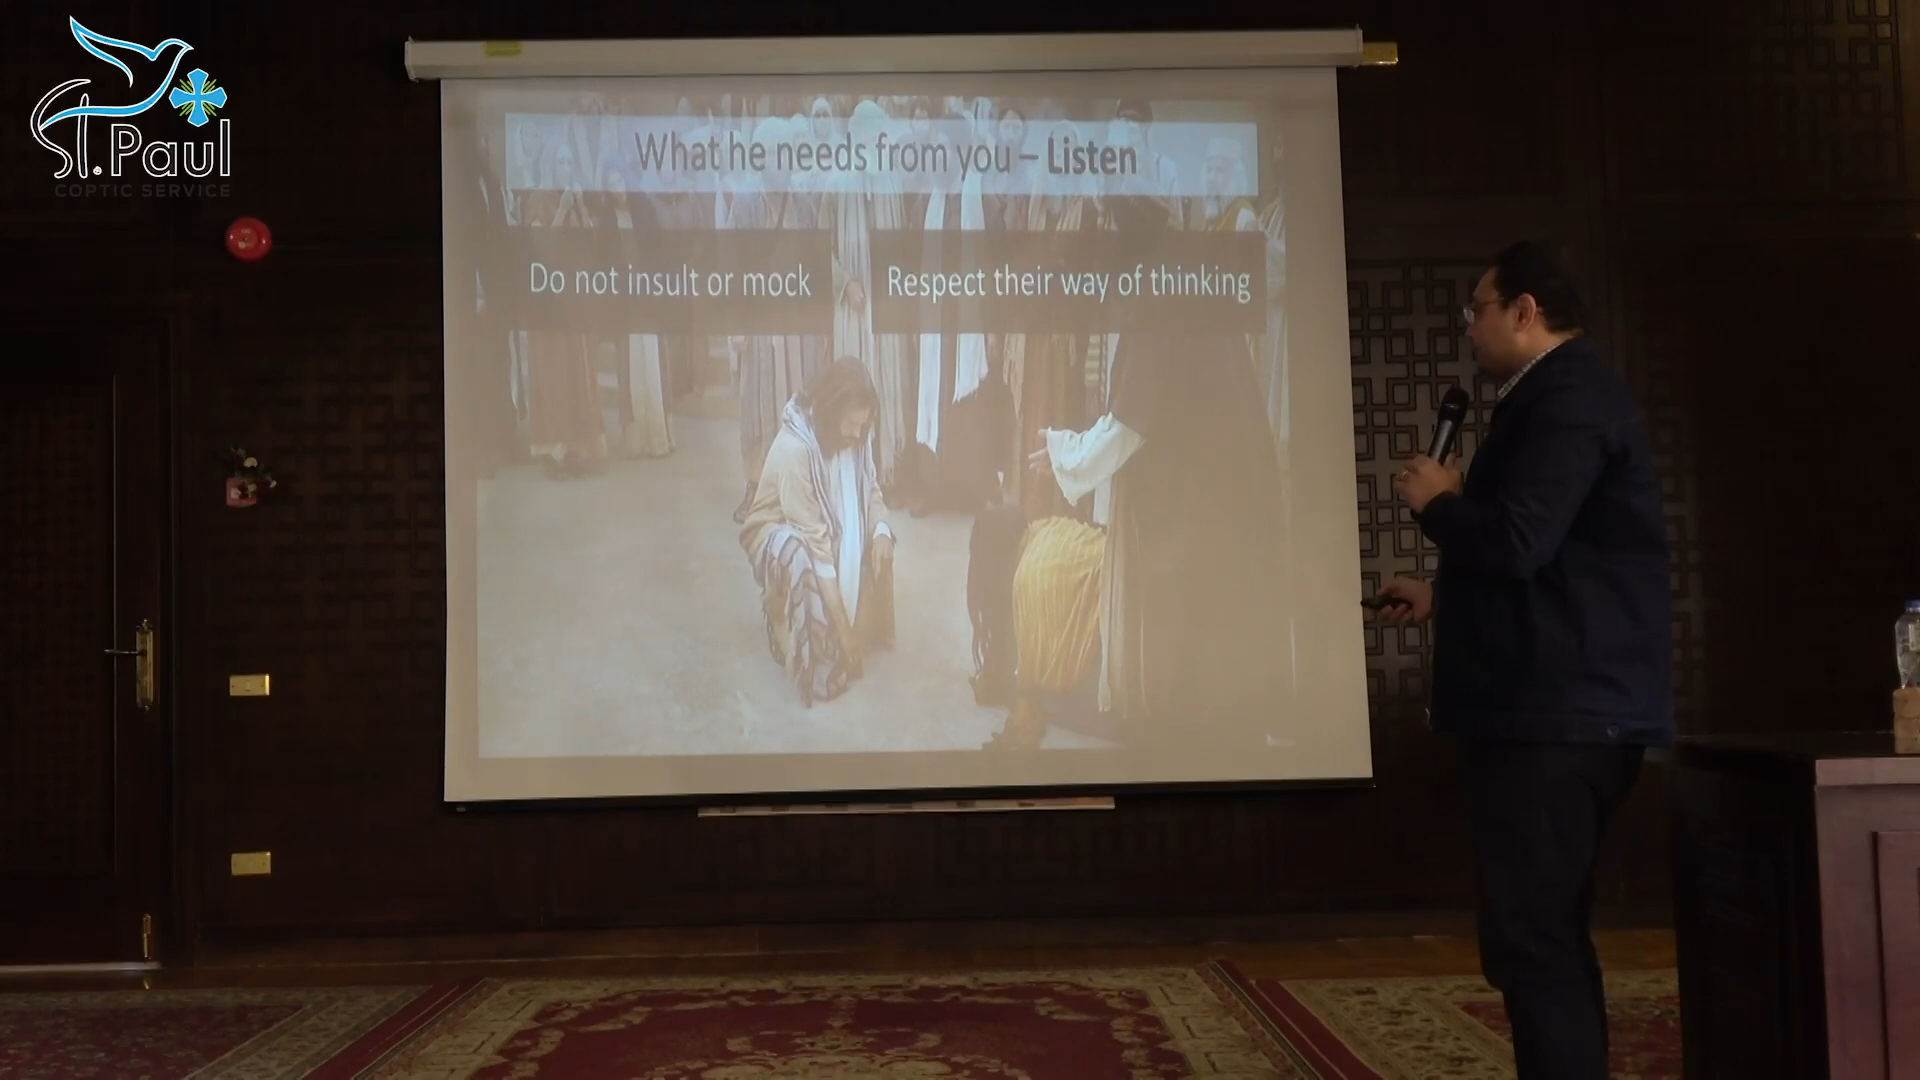 St. Paul
COPTIC SERVICE
What he needs from you – Listen
Do not insult or mock
Respect their way of thinking